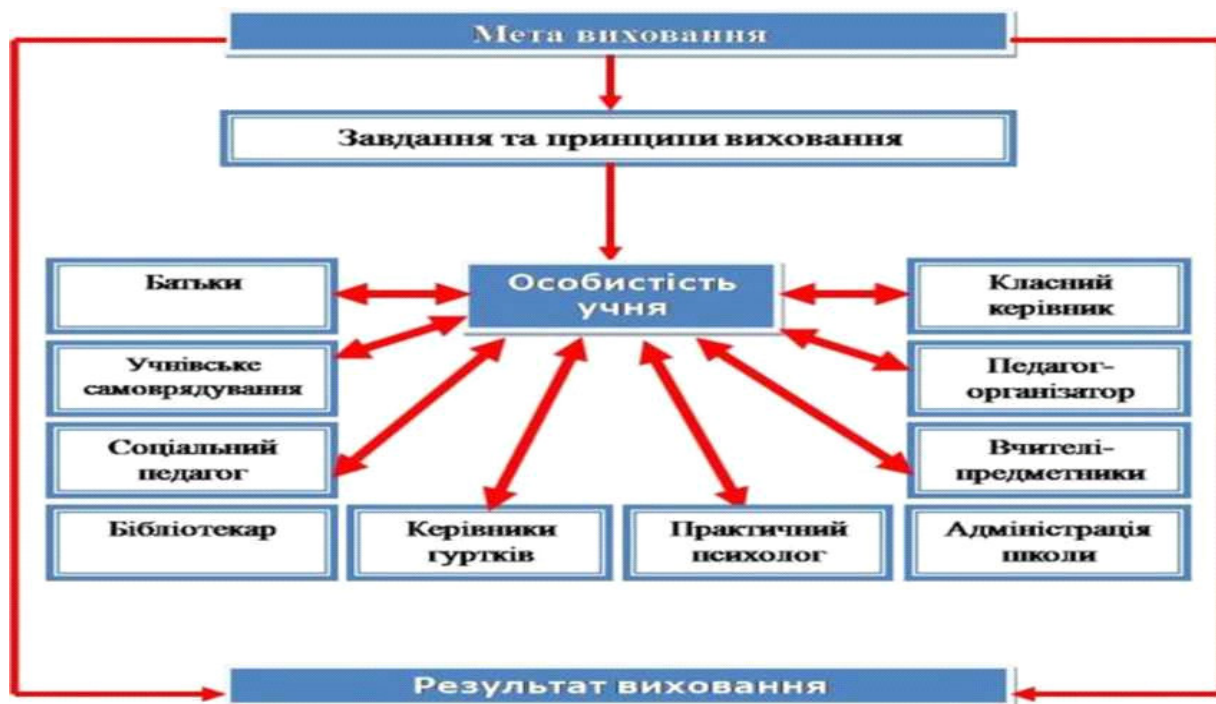 Мета виховання
Завдання та принципи виховання
Батьки
Особистість
учня
Класний
керівник
Учнівське
самоврядування
Педагог-
організатор
Соціальний
педагог
Вчителі-
предметники
Бібліотекар
Керівники
гуртків
Практичний
психолог
Адміністрація
школи
Результат виховання